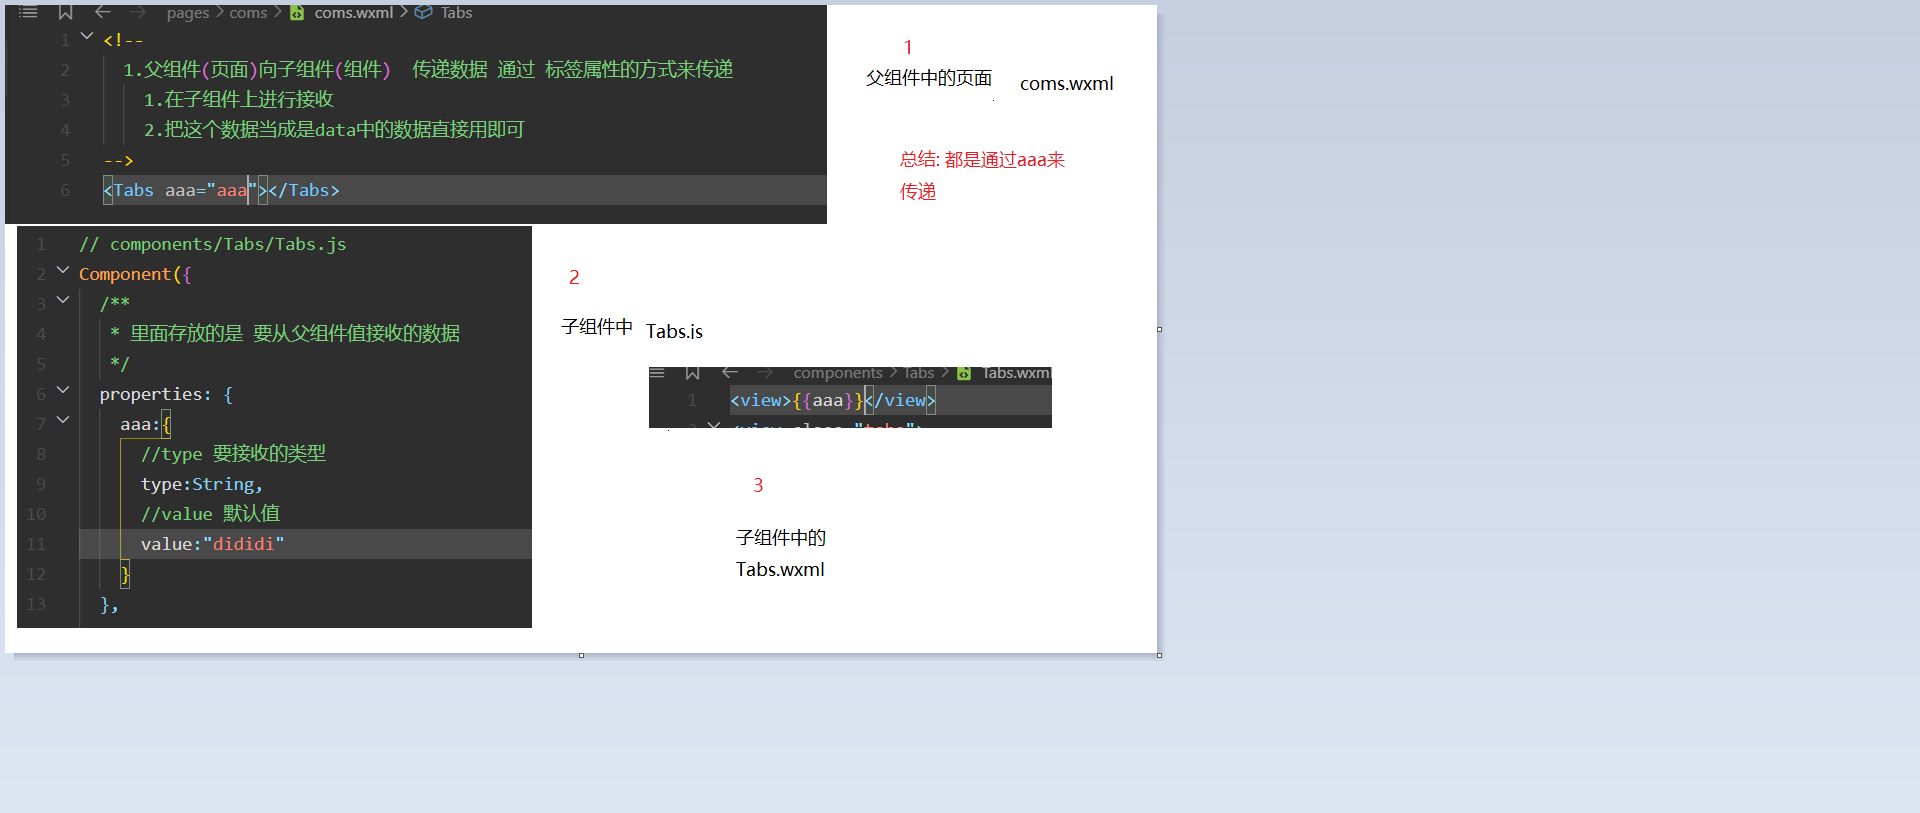 pages > coms > coms.wxml > Tabs
1 <!--
2 1.父组件(页面)向子组件(组件) 传递数据 通过 标签属性的方式来传递
3 1.在子组件上进行接收
4 2.把这个数据当成是data中的数据直接用即可
5 -->
6 <Tabs aaa="aaa"></Tabs>
1
父组件中的页面 coms.wxml
总结: 都是通过aaa来
传递
1 // components/Tabs/Tabs.js
2 Component({
3 /**
4 * 里面存放的是 要从父组件值接收的数据
5 */
6 properties: {
7 aaa:{
8 //type 要接收的类型
9 type:String,
10 //value 默认值
11 value:"dididi"
12 }
13 },
2
子组件中 Tabs.js
components > Tabs > Tabs.wxml
1 <view>{{aaa}}</view>
2 <view class="tabs">
3
子组件中的
Tabs.wxml